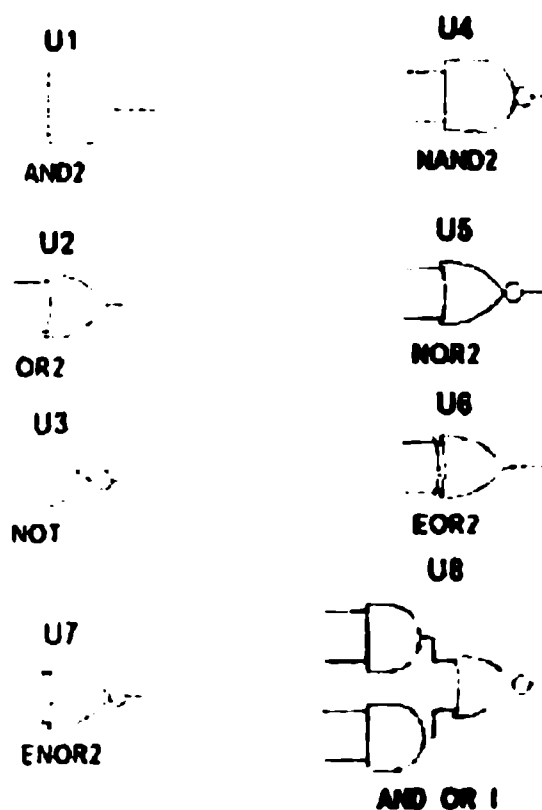 U1
AND2
U2
OR2
U3
NOT
U7
ENOR2
U4
NAND2
U5
NOR2
U6
EOR2
U8
AND OR I